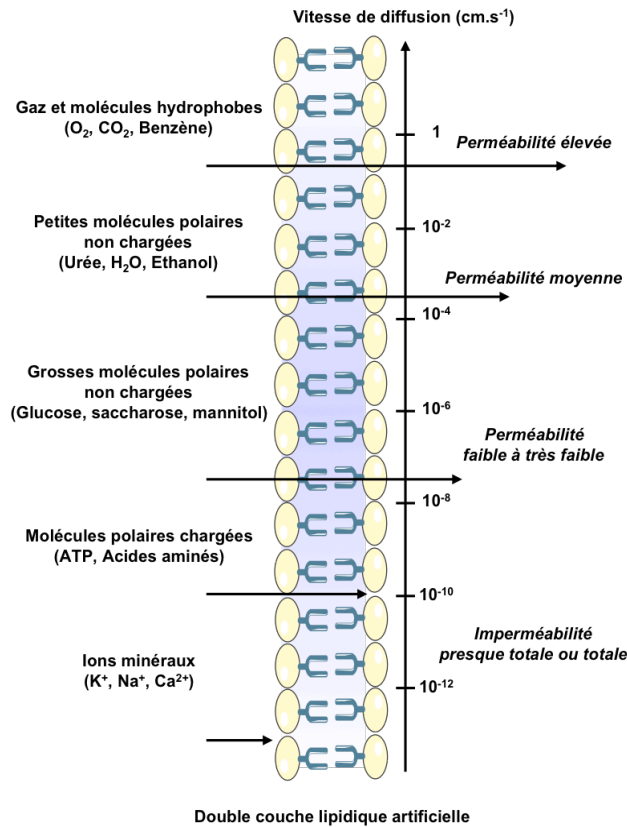 Vitesse de diffusion (cm.s⁻¹)
Gaz et molécules hydrophobes
(O₂, CO₂, Benzène)
1
Perméabilité élevée
Petites molécules polaires
non chargées
(Urée, H₂O, Ethanol)
10⁻²
Perméabilité moyenne
10⁻⁴
Grosses molécules polaires
non chargées
(Glucose, saccharose, mannitol)
10⁻⁶
Perméabilité
faible à très faible
10⁻⁸
Molécules polaires chargées
(ATP, Acides aminés)
10⁻¹⁰
Imperméabilité
presque totale ou totale
Ions minéraux
(K⁺, Na⁺, Ca²⁺)
10⁻¹²
Double couche lipidique artificielle